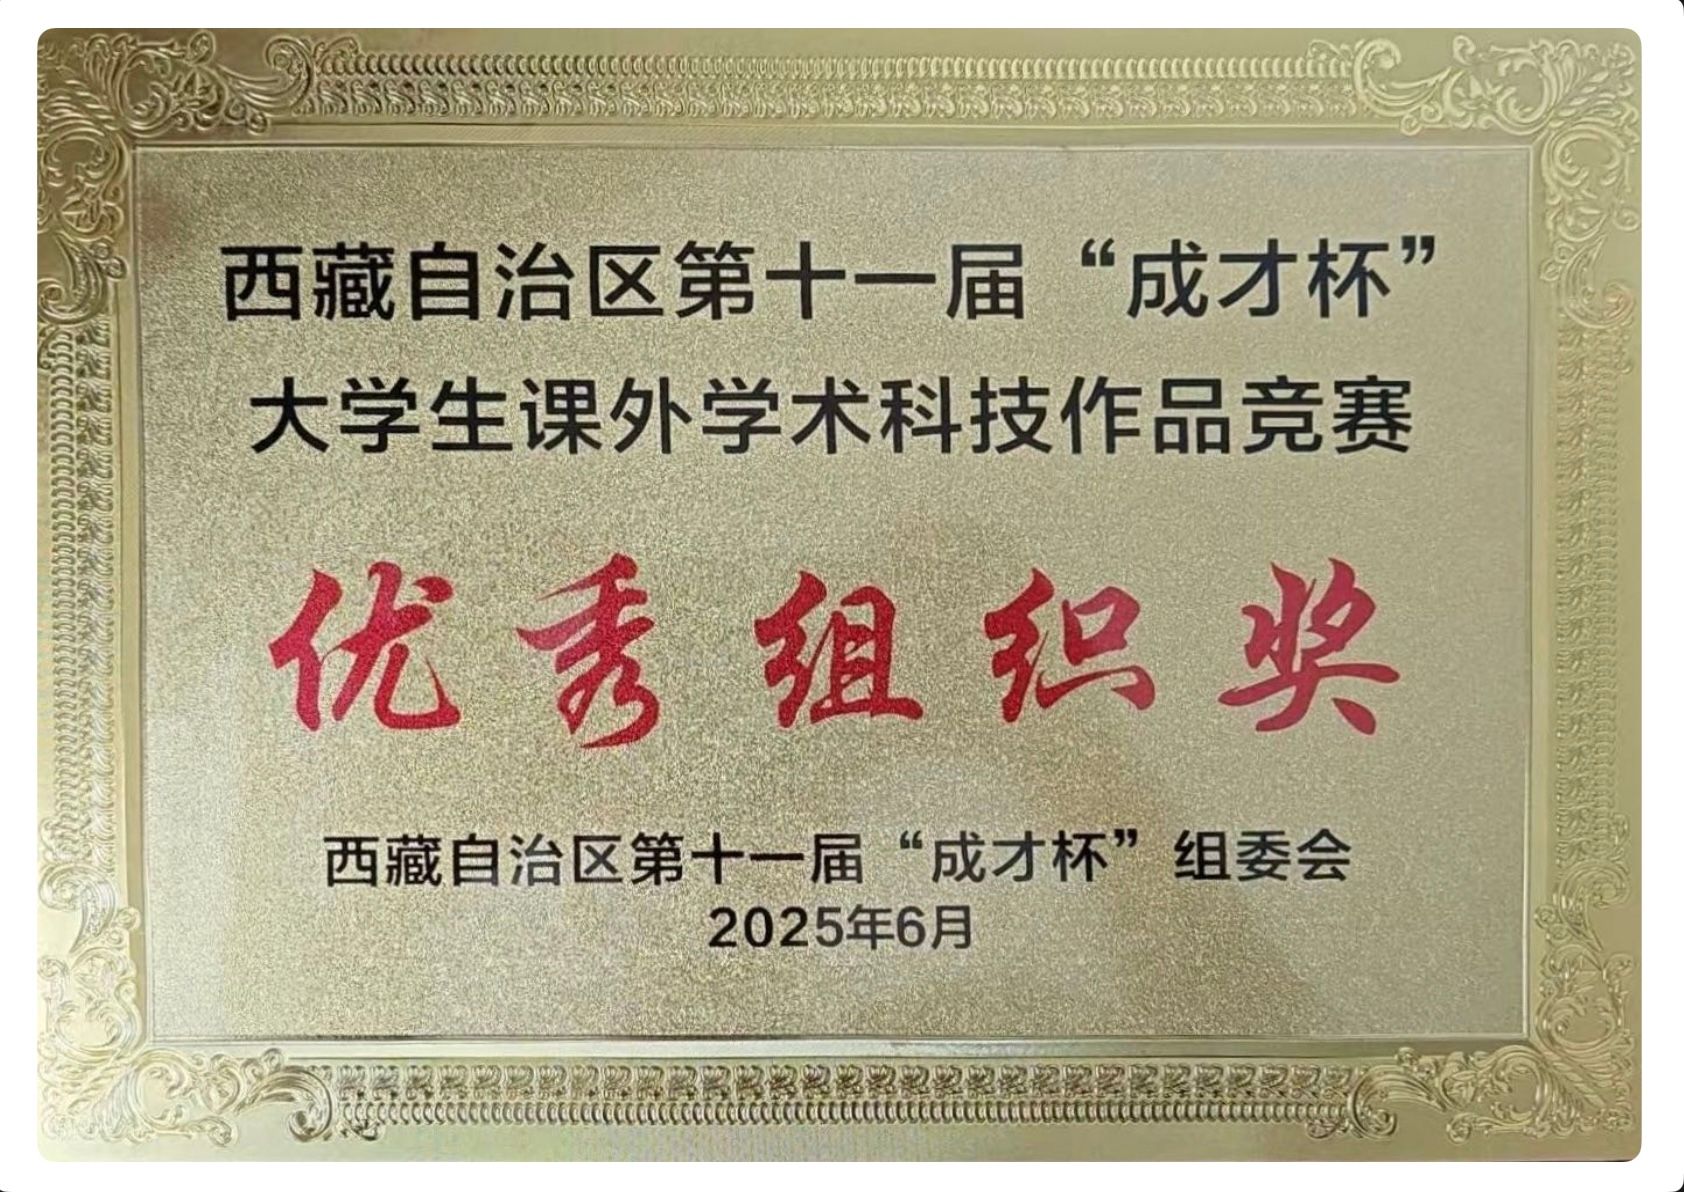 西藏自治区第十一届“成才杯”
大学生课外学术科技作品竞赛
优秀组织奖
西藏自治区第十一届“成才杯”组委会
2025年6月